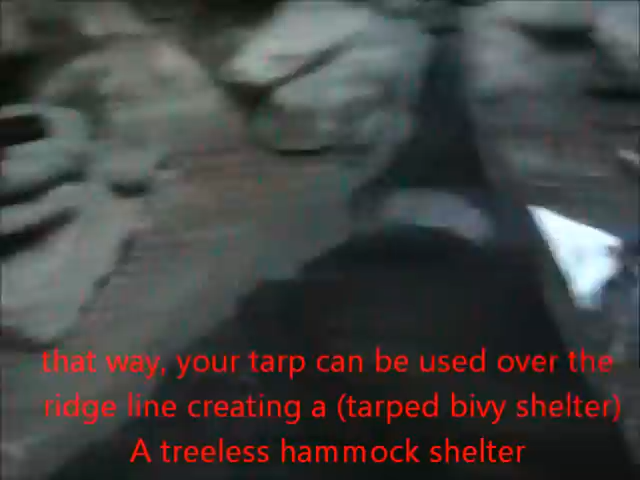 that way, your tarp can be used over the
ridge line creating a (tarped bivy shelter)
A treeless hammock shelter